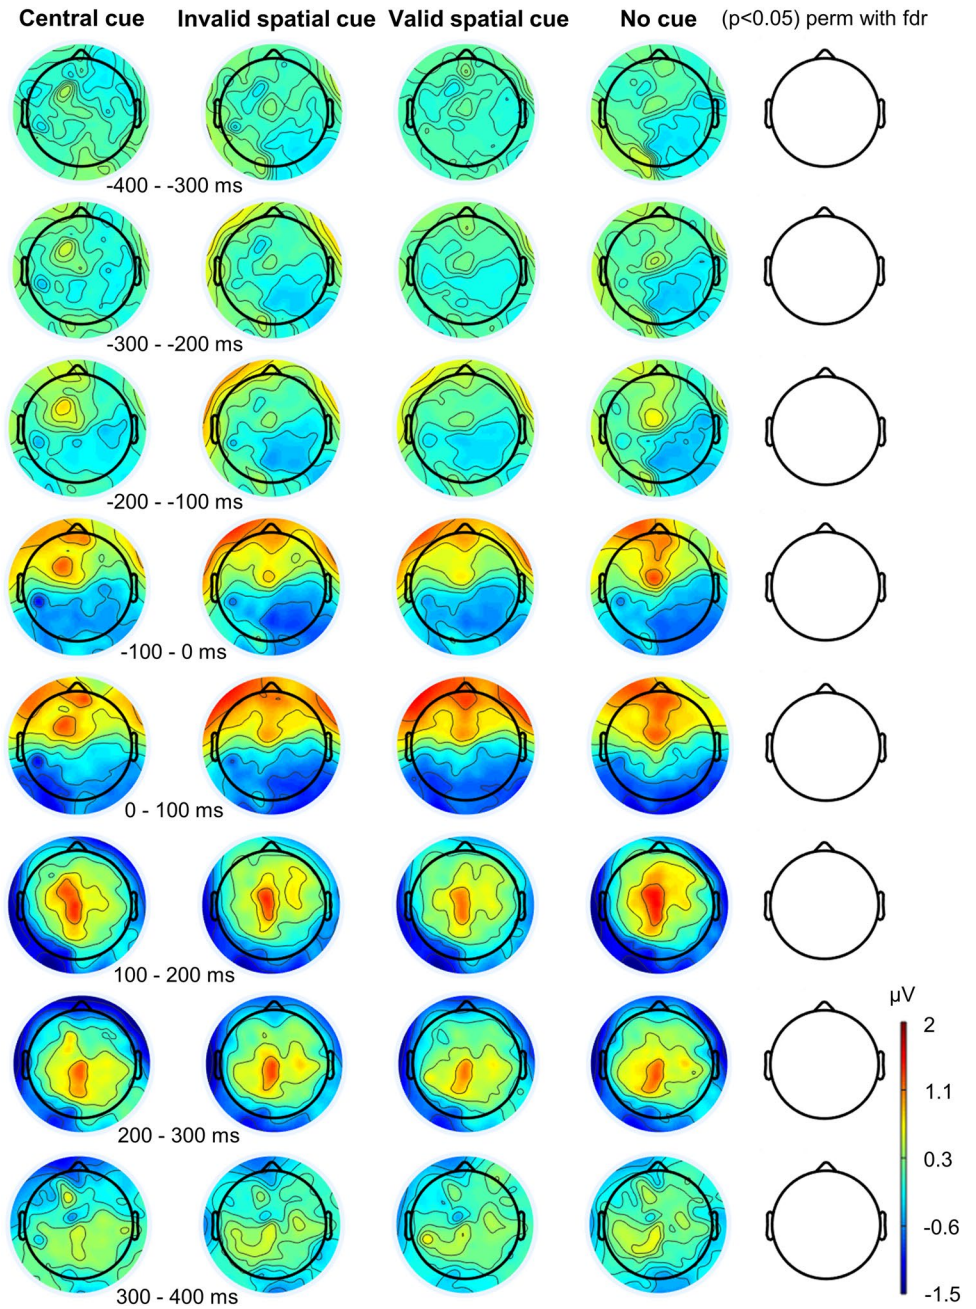 Central cue Invalid spatial cue Valid spatial cue No cue (p<0.05) perm with fdr
-400 - -300 ms
-300 - -200 ms
-200 - -100 ms
-100 - 0 ms
0 - 100 ms
100 - 200 ms
µV
2
1.1
200 - 300 ms
0.3
-0.6
300 - 400 ms
-1.5